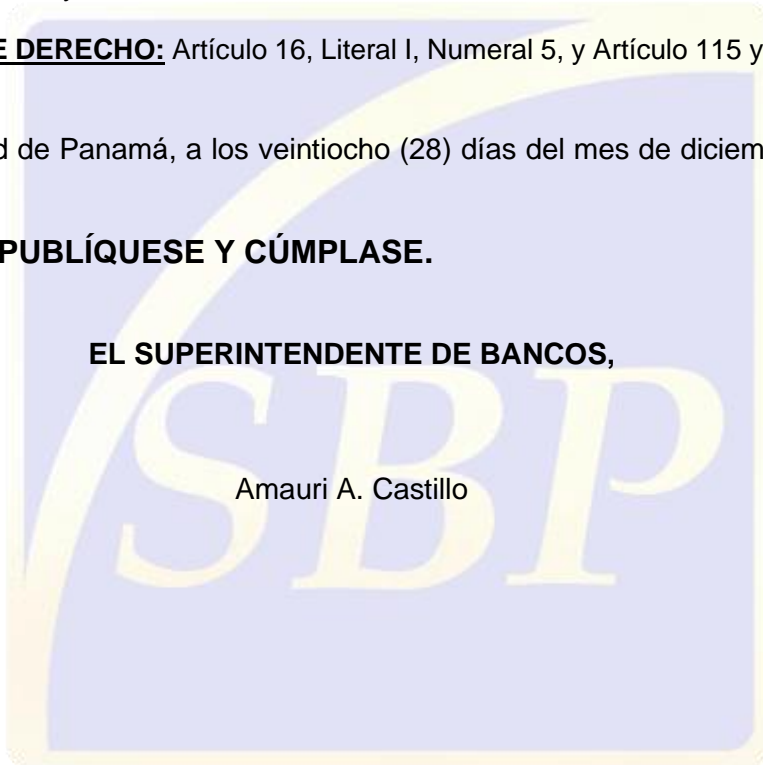 E DERECHO: Artículo 16, Literal I, Numeral 5, y Artículo 115 y
d de Panamá, a los veintiocho (28) días del mes de diciem
PUBLÍQUESE Y CÚMPLASE.
EL SUPERINTENDENTE DE BANCOS,
Amauri A. Castillo
SBP